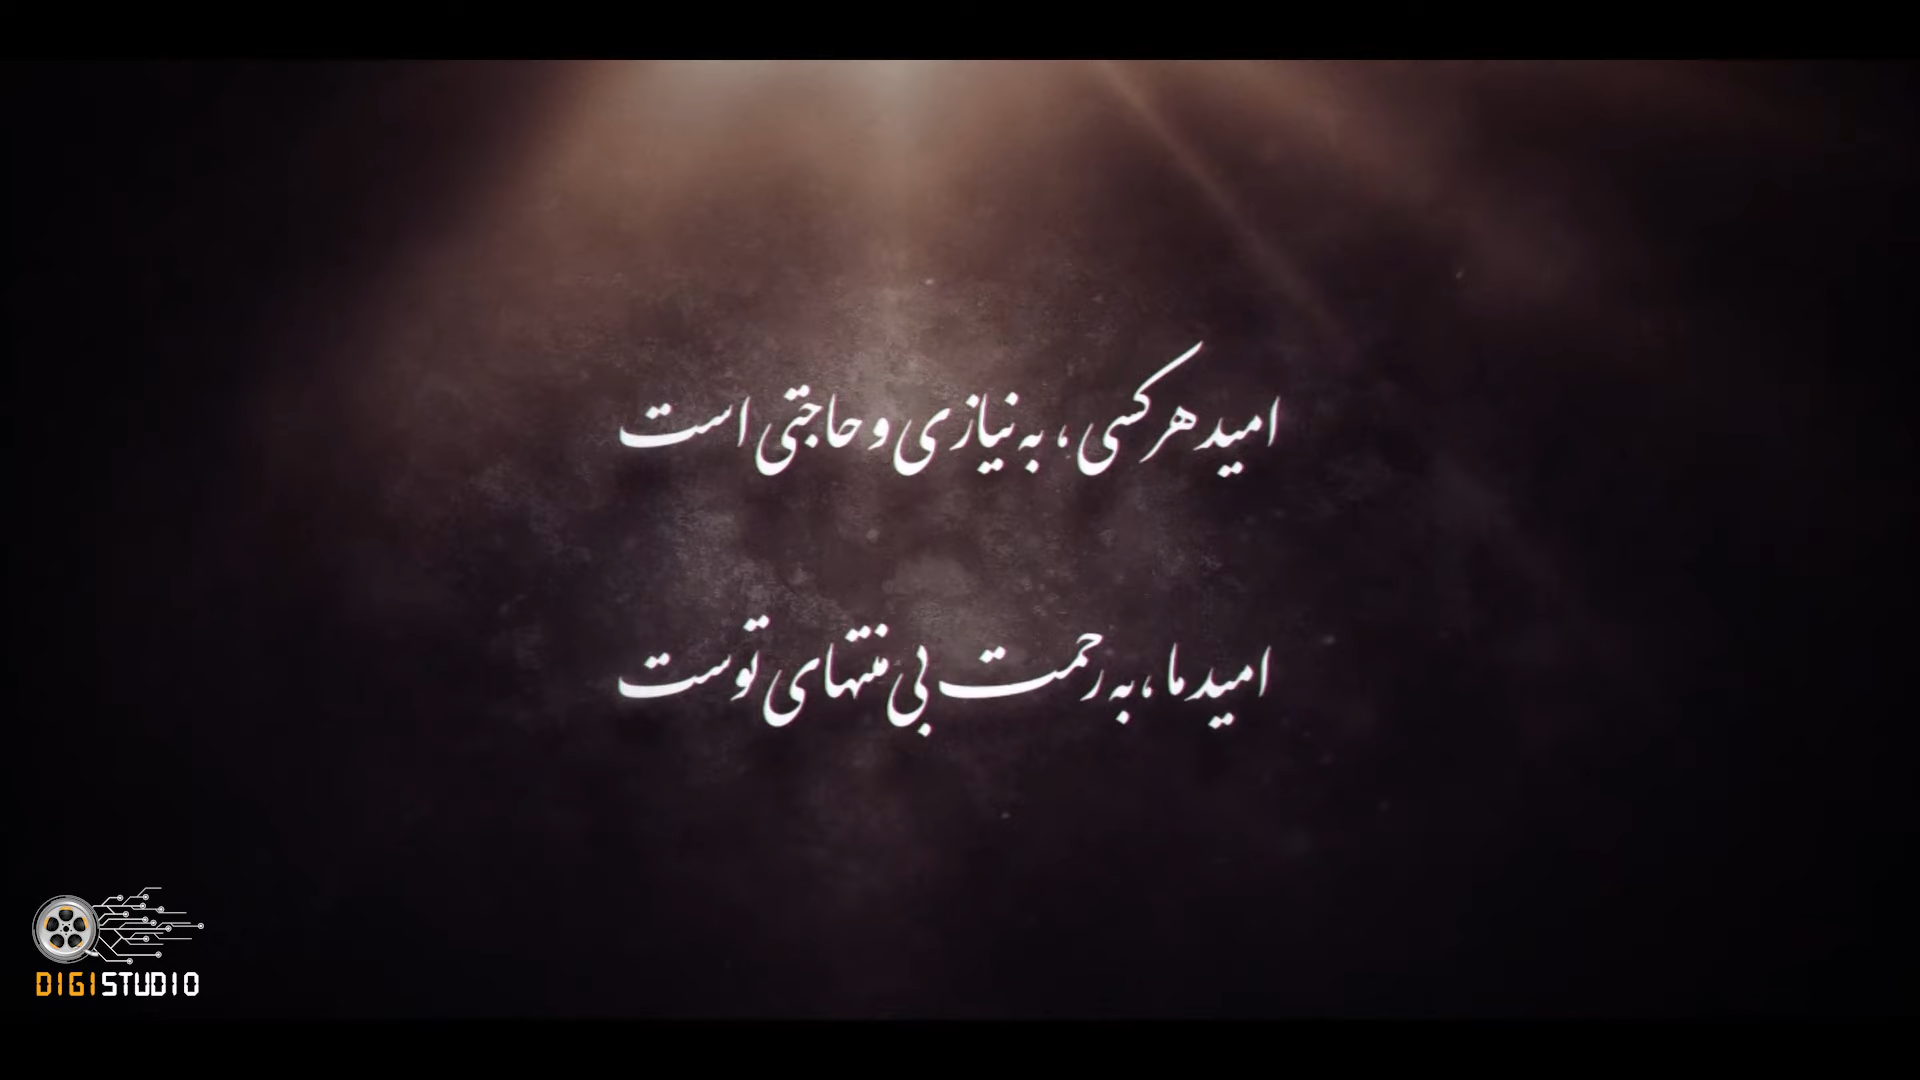 امید هر کسی ، به نیازی و حاجتی است
امید ما ، به رحمت بی منتهای توست
DIGISTUDIO